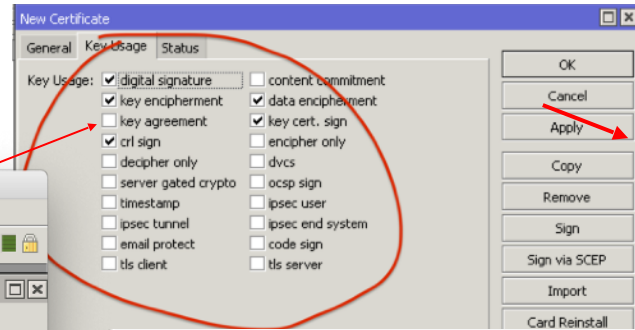 New Certificate
General Key Usage Status
Key Usage: digital signature content commitment
key encipherment data encipherment
key agreement key cert. sign
crl sign encipher only
decipher only dvcs
server gated crypto ocsp sign
timestamp ipsec user
ipsec tunnel ipsec end system
email protect code sign
tls client tls server
OK
Cancel
Apply
Copy
Remove
Sign
Sign via SCEP
Import
Card Reinstall